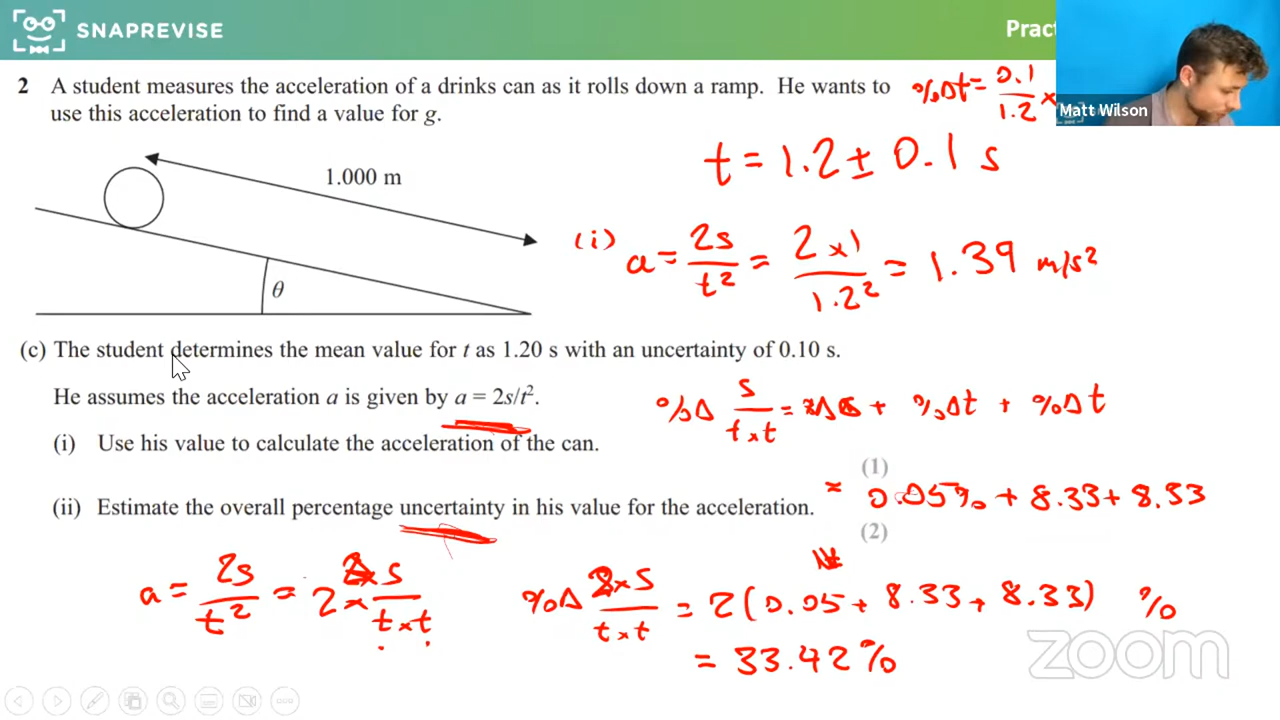 SNAPREVISE
Pract
Matt Wilson
2 A student measures the acceleration of a drinks can as it rolls down a ramp. He wants to
use this acceleration to find a value for g.
%Δt = 0.1/1.2 ×
t = 1.2 ± 0.1 s
1.000 m
θ
(i) a = 2s/t² = 2×1/1.2² = 1.39 m/s²
(c) The student determines the mean value for t as 1.20 s with an uncertainty of 0.10 s.
He assumes the acceleration a is given by a = 2s/t².
%Δ s/t×t = + %Δt + %Δt
(i) Use his value to calculate the acceleration of the can.
(1)
= 0.05% + 8.33 + 8.33
(ii) Estimate the overall percentage uncertainty in his value for the acceleration.
(2)
a = 2s/t² = 2 × s/t×t
%Δ 2×s/t×t = 2(0.05 + 8.33 + 8.33) %
= 33.42%
zoom